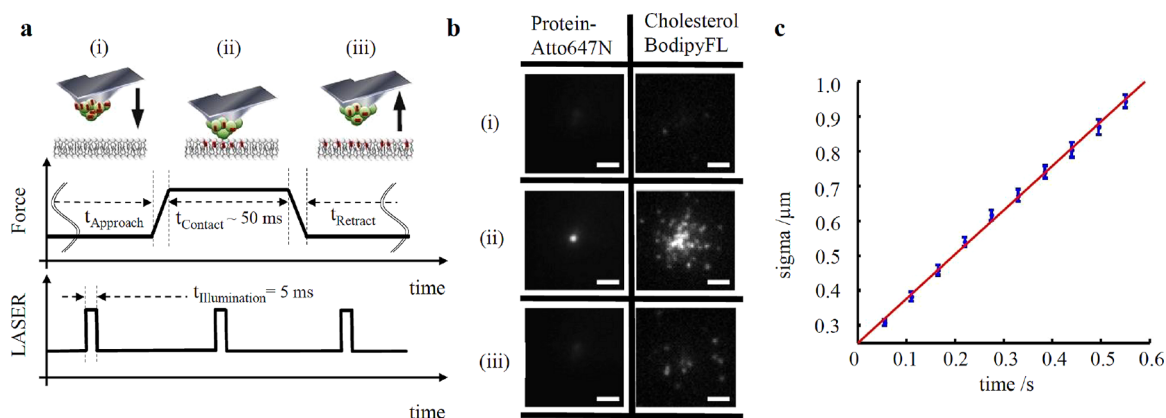 a
(i)
(ii)
(iii)
Force
tApproach
tContact ~ 50 ms
tRetract
time
LASER
tIllumination = 5 ms
time
time
b
Protein-
Atto647N
Cholesterol
BodipyFL
(i)
(ii)
(iii)
c
sigma /µm
1.0
0.9
0.8
0.7
0.6
0.5
0.4
0.3
0
0.1
0.2
0.3
0.4
0.5
0.6
time /s